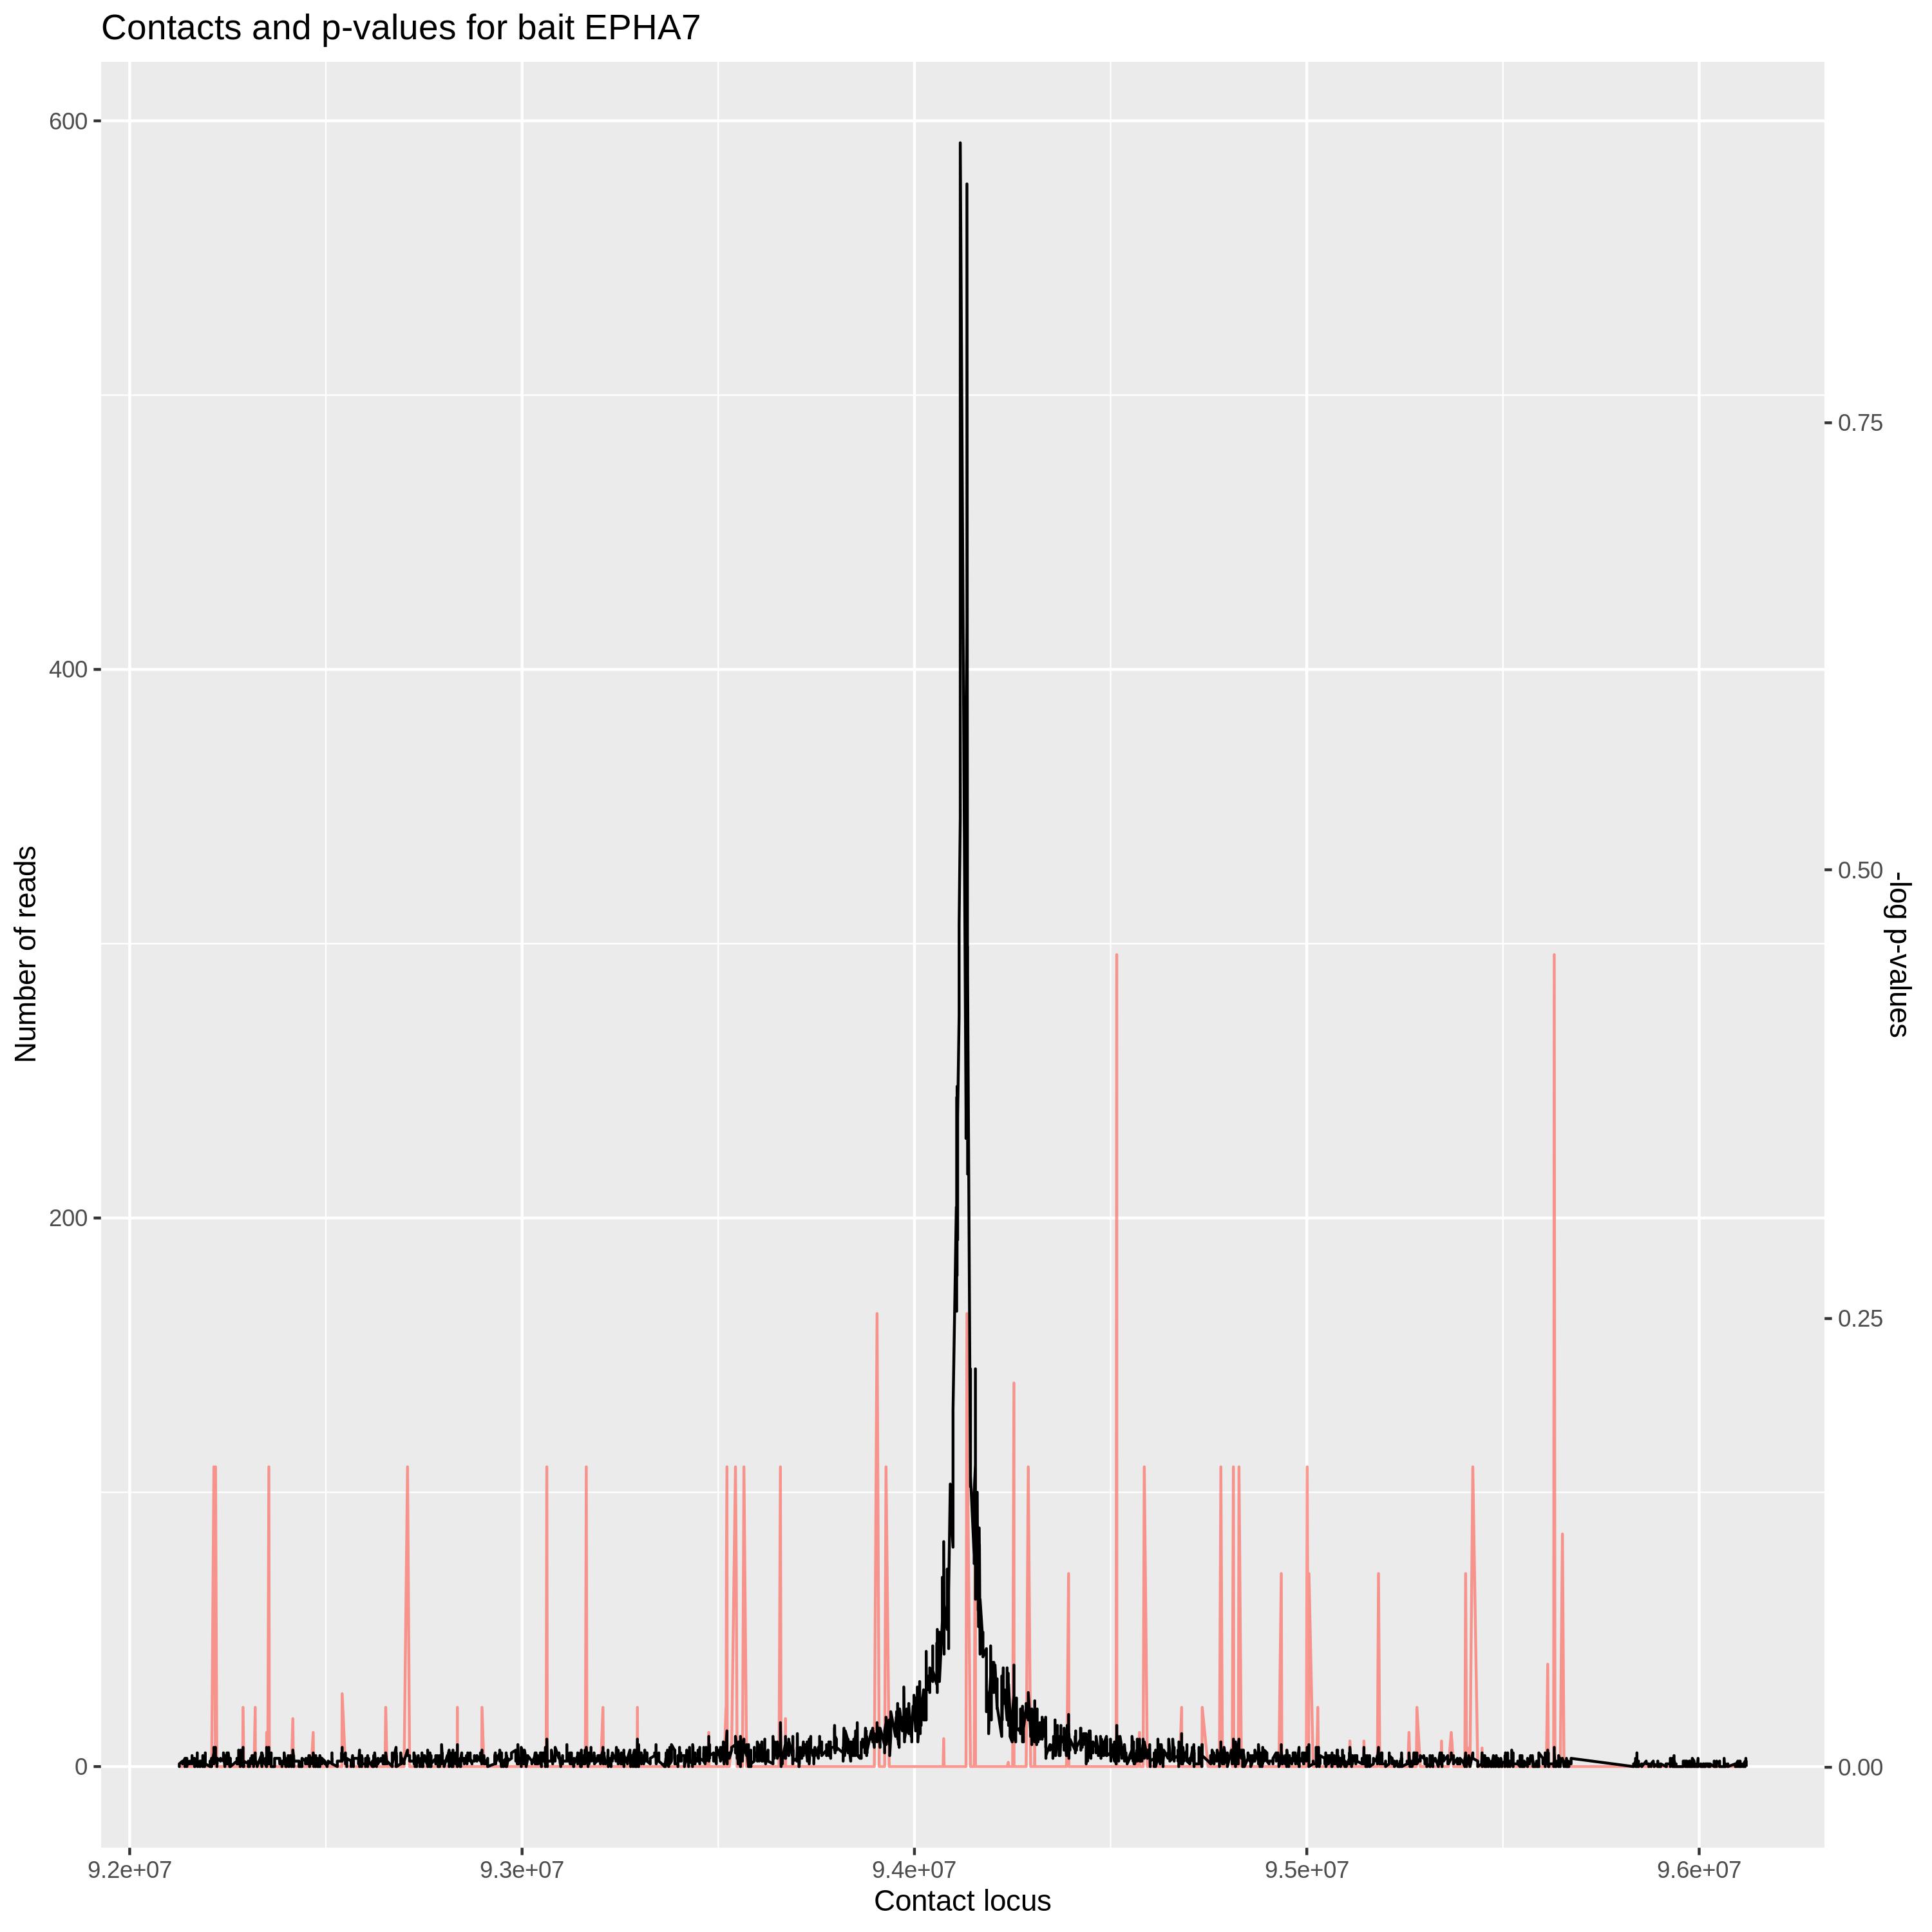 Contacts and p-values for bait EPHA7
600
400
200
0
Number of reads
0.75
0.50
0.25
0.00
-log p-values
9.2e+07
9.3e+07
9.4e+07
9.5e+07
9.6e+07
Contact locus